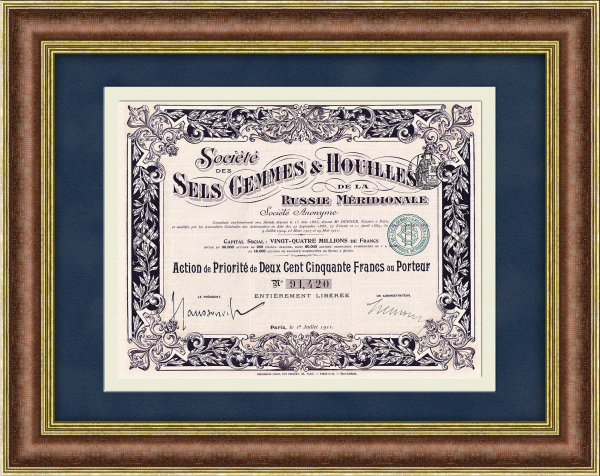 Société
DES
SELS GEMMES & HOUILLES
DE LA
RUSSIE MÉRIDIONALE
Société Anonyme
CAPITAL SOCIAL : VINGT-QUATRE MILLIONS DE FRANCS
Action de Priorité de Deux Cent Cinquante Francs au Porteur
N° 91,420
ENTIÈREMENT LIBÉRÉE
LE PRÉSIDENT, UN ADMINISTRATEUR,
Paris, le 1er Juillet 1911.